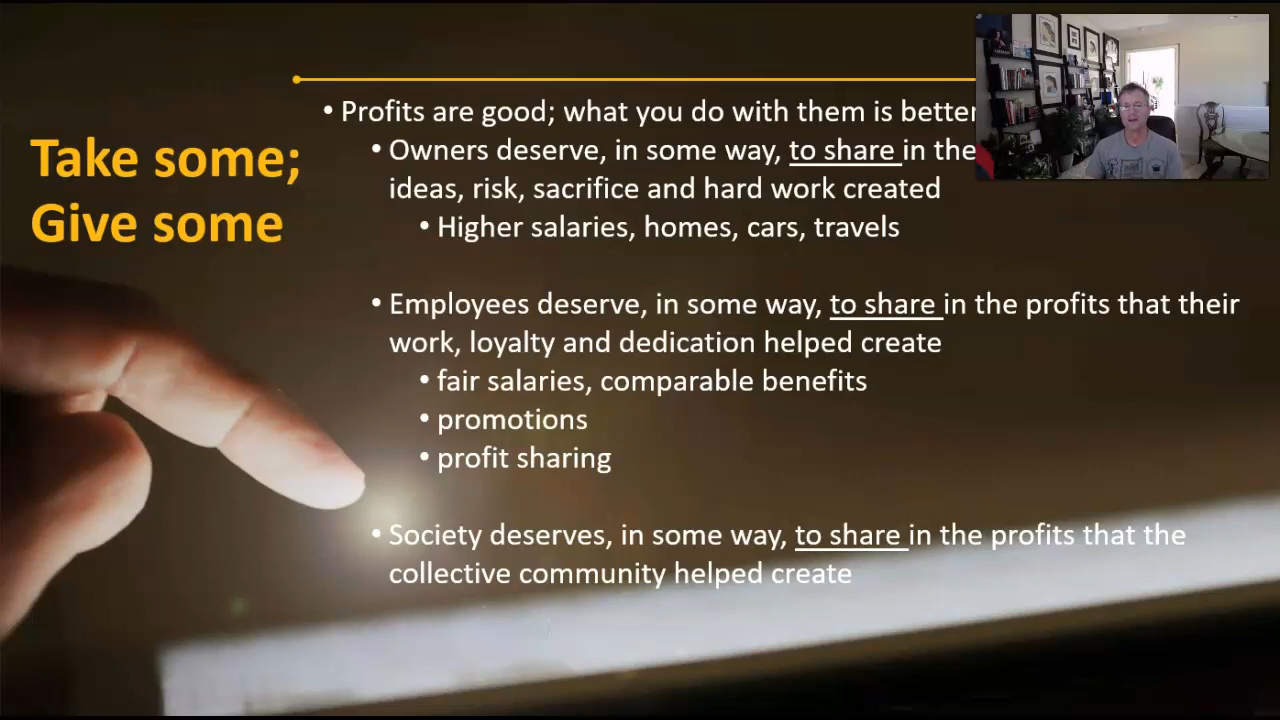 Take some;
Give some
• Profits are good; what you do with them is better
• Owners deserve, in some way, to share in the
ideas, risk, sacrifice and hard work created
• Higher salaries, homes, cars, travels
• Employees deserve, in some way, to share in the profits that their
work, loyalty and dedication helped create
• fair salaries, comparable benefits
• promotions
• profit sharing
• Society deserves, in some way, to share in the profits that the
collective community helped create